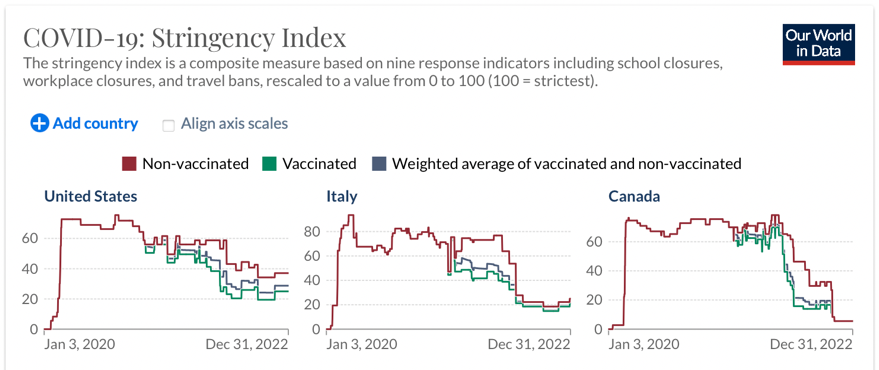 COVID-19: Stringency Index
Our World
in Data
The stringency index is a composite measure based on nine response indicators including school closures,
workplace closures, and travel bans, rescaled to a value from 0 to 100 (100 = strictest).
Add country
Align axis scales
Non-vaccinated
Vaccinated
Weighted average of vaccinated and non-vaccinated
United States
60
40
20
0
Jan 3, 2020
Dec 31, 2022
Italy
80
60
40
20
0
Jan 3, 2020
Dec 31, 2022
Canada
60
40
20
0
Jan 3, 2020
Dec 31, 2022